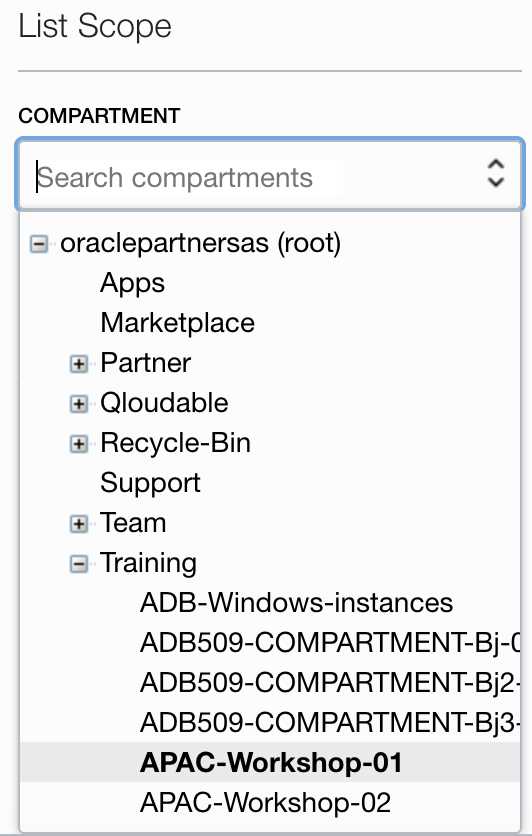 List Scope
COMPARTMENT
Search compartments
oraclepartnersas (root)
Apps
Marketplace
Partner
Qloudable
Recycle-Bin
Support
Team
Training
ADB-Windows-instances
ADB509-COMPARTMENT-Bj-
ADB509-COMPARTMENT-Bj2-
ADB509-COMPARTMENT-Bj3-
APAC-Workshop-01
APAC-Workshop-02